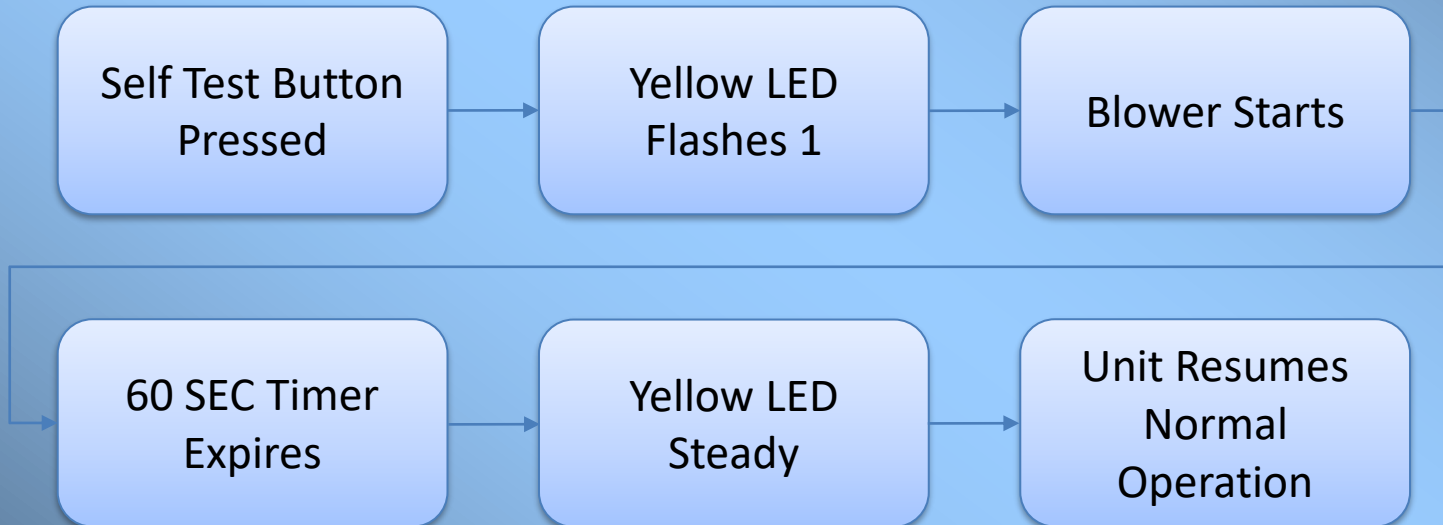 Self Test Button
Pressed
Yellow LED
Flashes 1
Blower Starts
60 SEC Timer
Expires
Yellow LED
Steady
Unit Resumes
Normal
Operation